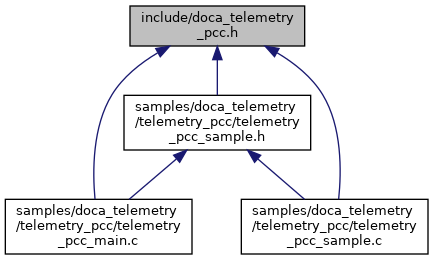 include/doca_telemetry
_pcc.h
samples/doca_telemetry
/telemetry_pcc/telemetry
_pcc_sample.h
samples/doca_telemetry
/telemetry_pcc/telemetry
_pcc_main.c
samples/doca_telemetry
/telemetry_pcc/telemetry
_pcc_sample.c